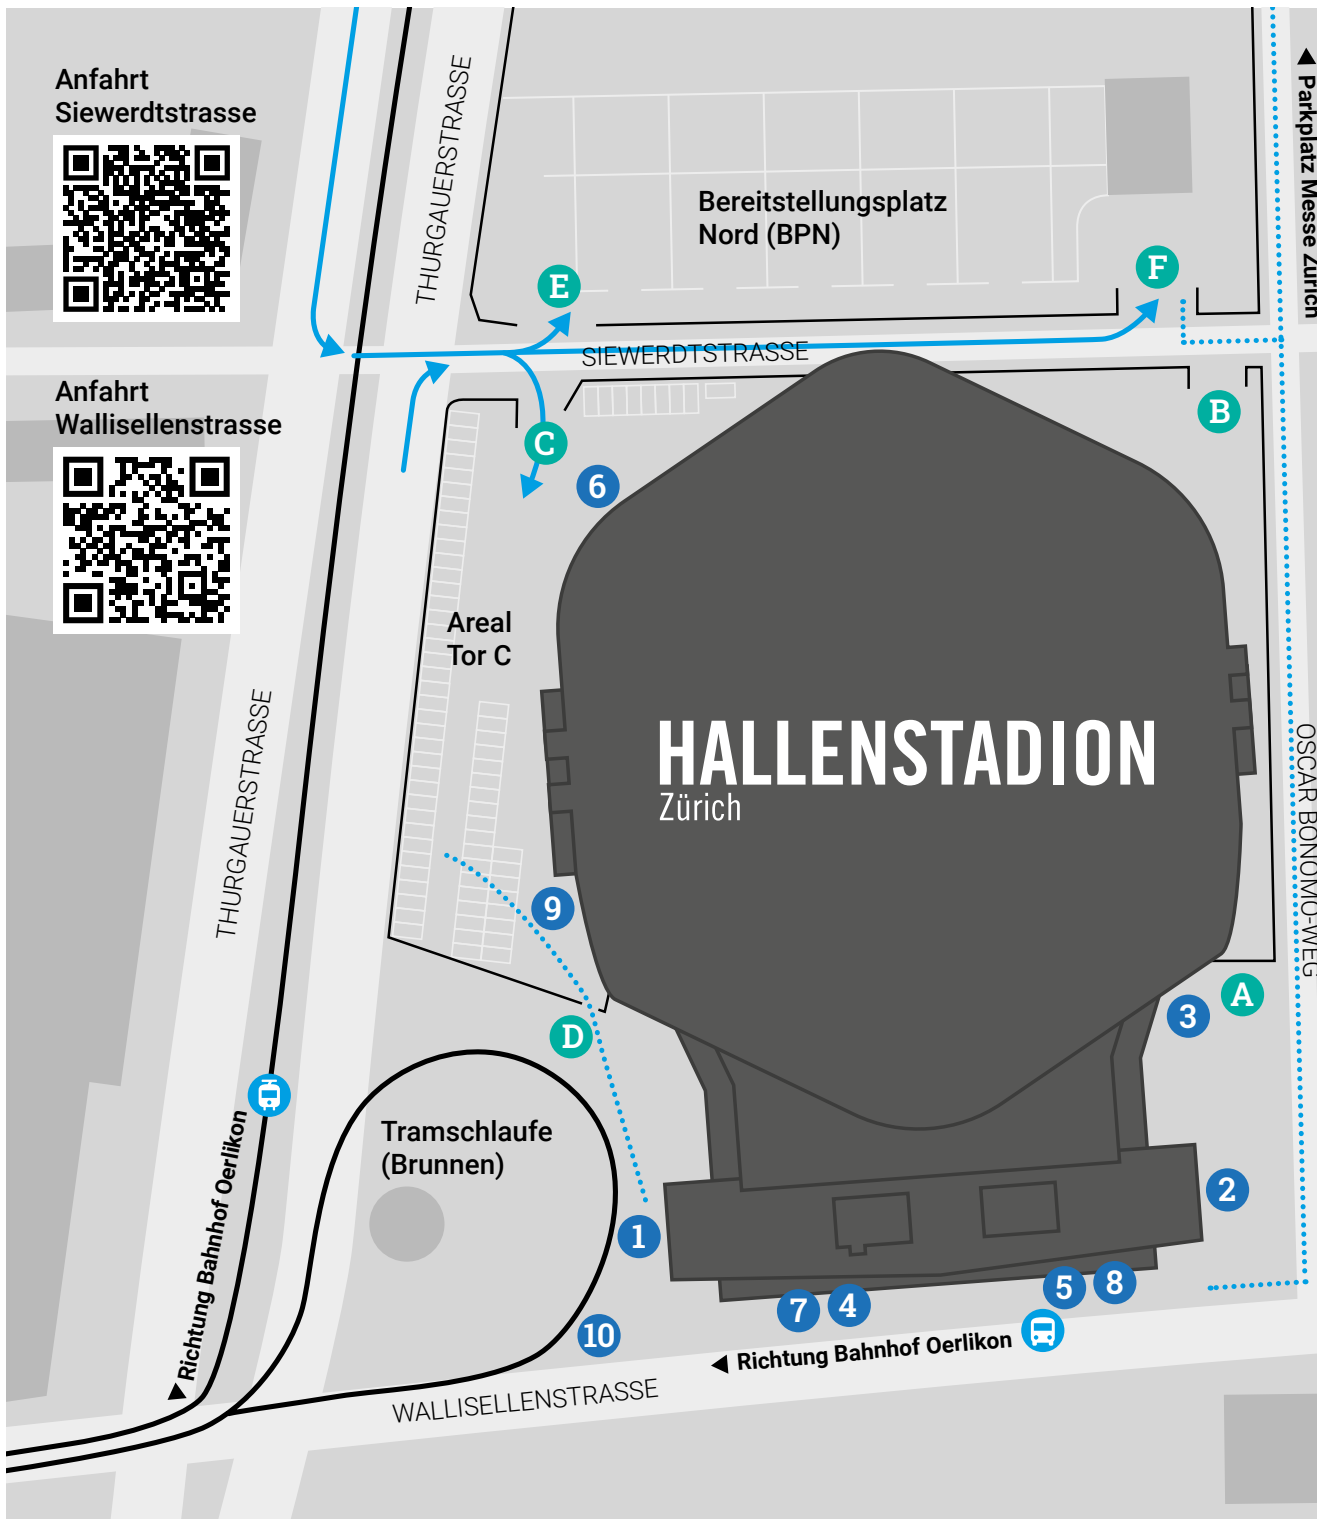 Anfahrt
Siewerdtstrasse
THURGAUERSTRASSE
▲ Parkplatz Messe Zürich
Bereitstellungsplatz
Nord (BPN)
E
F
SIEWERDTSTRASSE
Anfahrt
Wallisellenstrasse
B
C
6
Areal
Tor C
HALLENSTADION
Zürich
THURGAUERSTRASSE
OSCAR BONOMO-WEG
9
A
3
D
Tramschlaufe
(Brunnen)
◀ Richtung Bahnhof Oerlikon
2
1
5
8
7
4
10
◀ Richtung Bahnhof Oerlikon
WALLISELLENSTRASSE